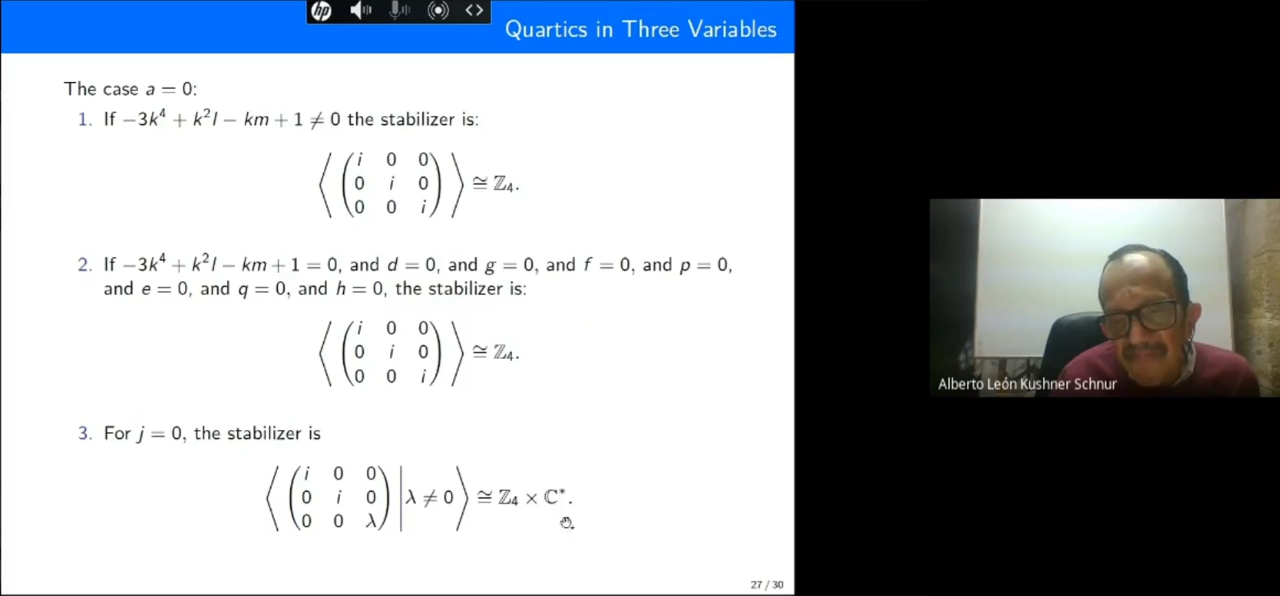 hp
Quartics in Three Variables
The case a = 0:
1. If −3k⁴ + k²l − km + 1 ≠ 0 the stabilizer is:
⟨ ( i 0 0
0 i 0
0 0 i ) ⟩ ≅ ℤ₄.
2. If −3k⁴ + k²l − km + 1 = 0, and d = 0, and g = 0, and f = 0, and p = 0,
and e = 0, and q = 0, and h = 0, the stabilizer is:
⟨ ( i 0 0
0 i 0
0 0 i ) ⟩ ≅ ℤ₄.
3. For j = 0, the stabilizer is
⟨ ( i 0 0
0 i 0
0 0 λ ) | λ ≠ 0 ⟩ ≅ ℤ₄ × ℂ*.
27 / 30
Alberto León Kushner Schnur